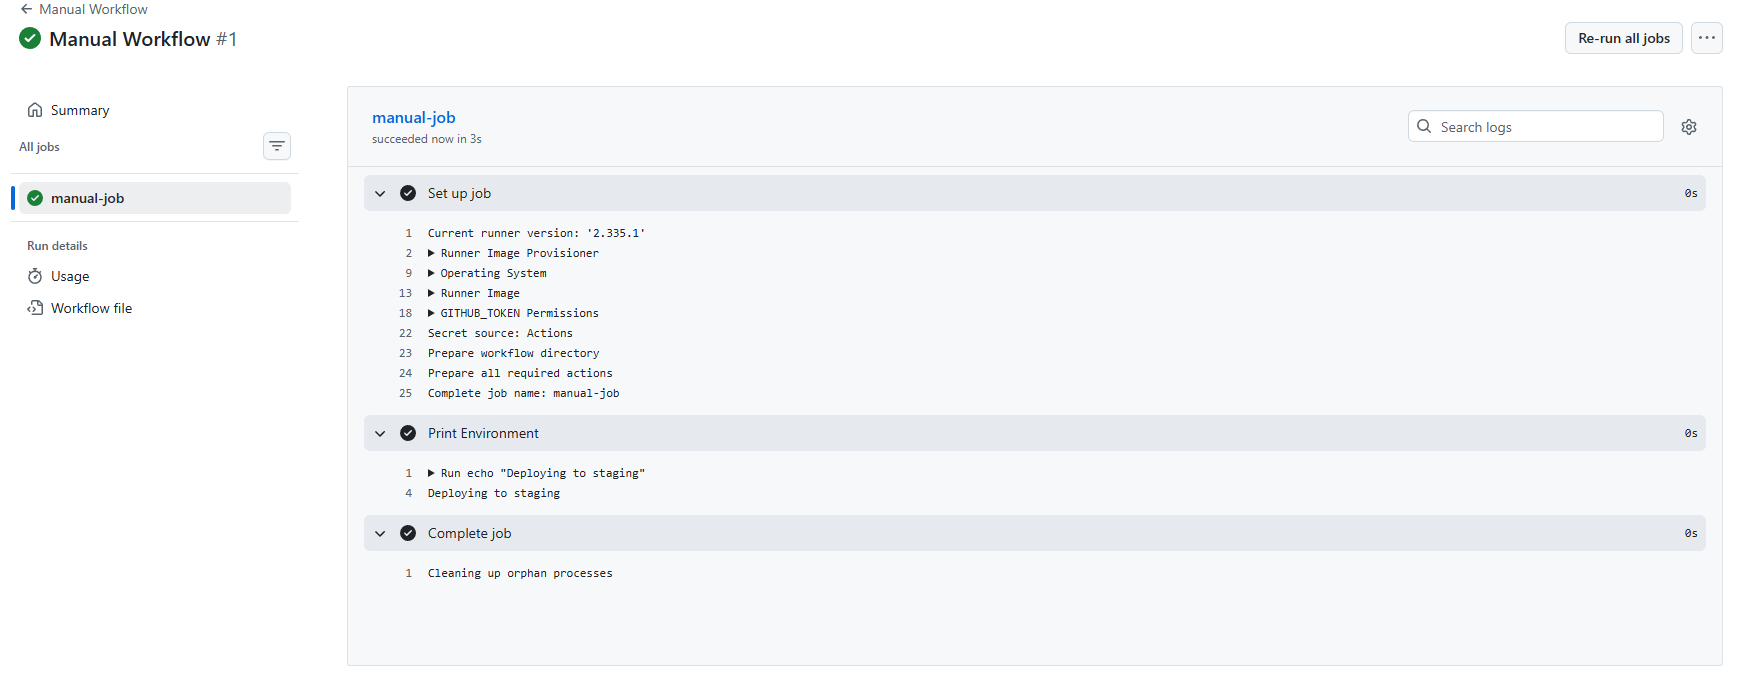 Manual Workflow
Manual Workflow #1
Re-run all jobs
Summary
All jobs
manual-job
Run details
Usage
Workflow file
manual-job
succeeded now in 3s
Search logs
Set up job 0s
1 Current runner version: '2.335.1'
2 Runner Image Provisioner
9 Operating System
13 Runner Image
18 GITHUB_TOKEN Permissions
22 Secret source: Actions
23 Prepare workflow directory
24 Prepare all required actions
25 Complete job name: manual-job
Print Environment 0s
1 Run echo "Deploying to staging"
4 Deploying to staging
Complete job 0s
1 Cleaning up orphan processes